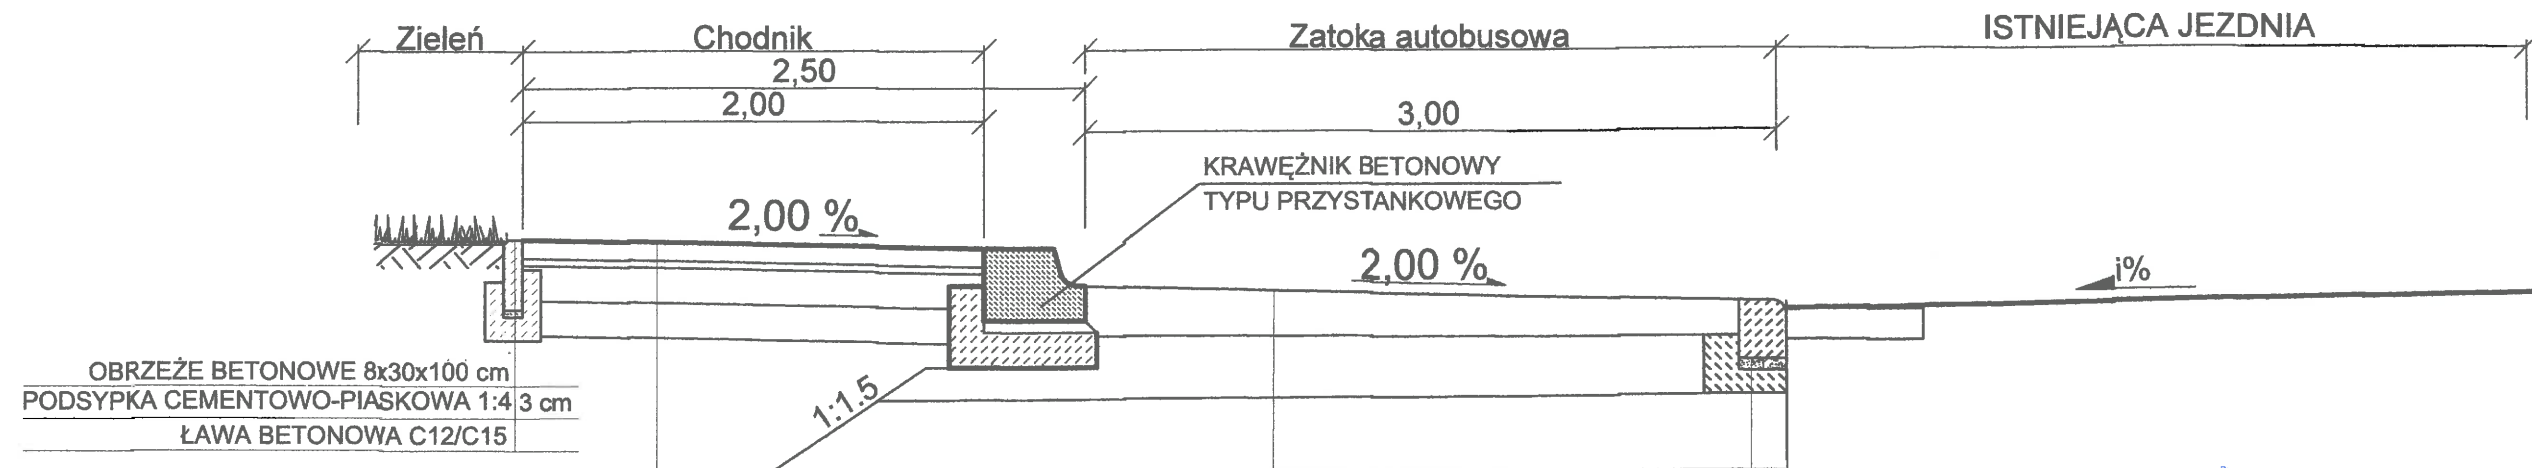 Zieleń
Chodnik
Zatoka autobusowa
ISTNIEJĄCA JEZDNIA
2,50
2,00
3,00
KRAWĘŻNIK BETONOWY
TYPU PRZYSTANKOWEGO
2,00 %
2,00 %
i%
OBRZEŻE BETONOWE 8x30x100 cm
PODSYPKA CEMENTOWO-PIASKOWA 1:4 3 cm
ŁAWA BETONOWA C12/C15
1:1.5